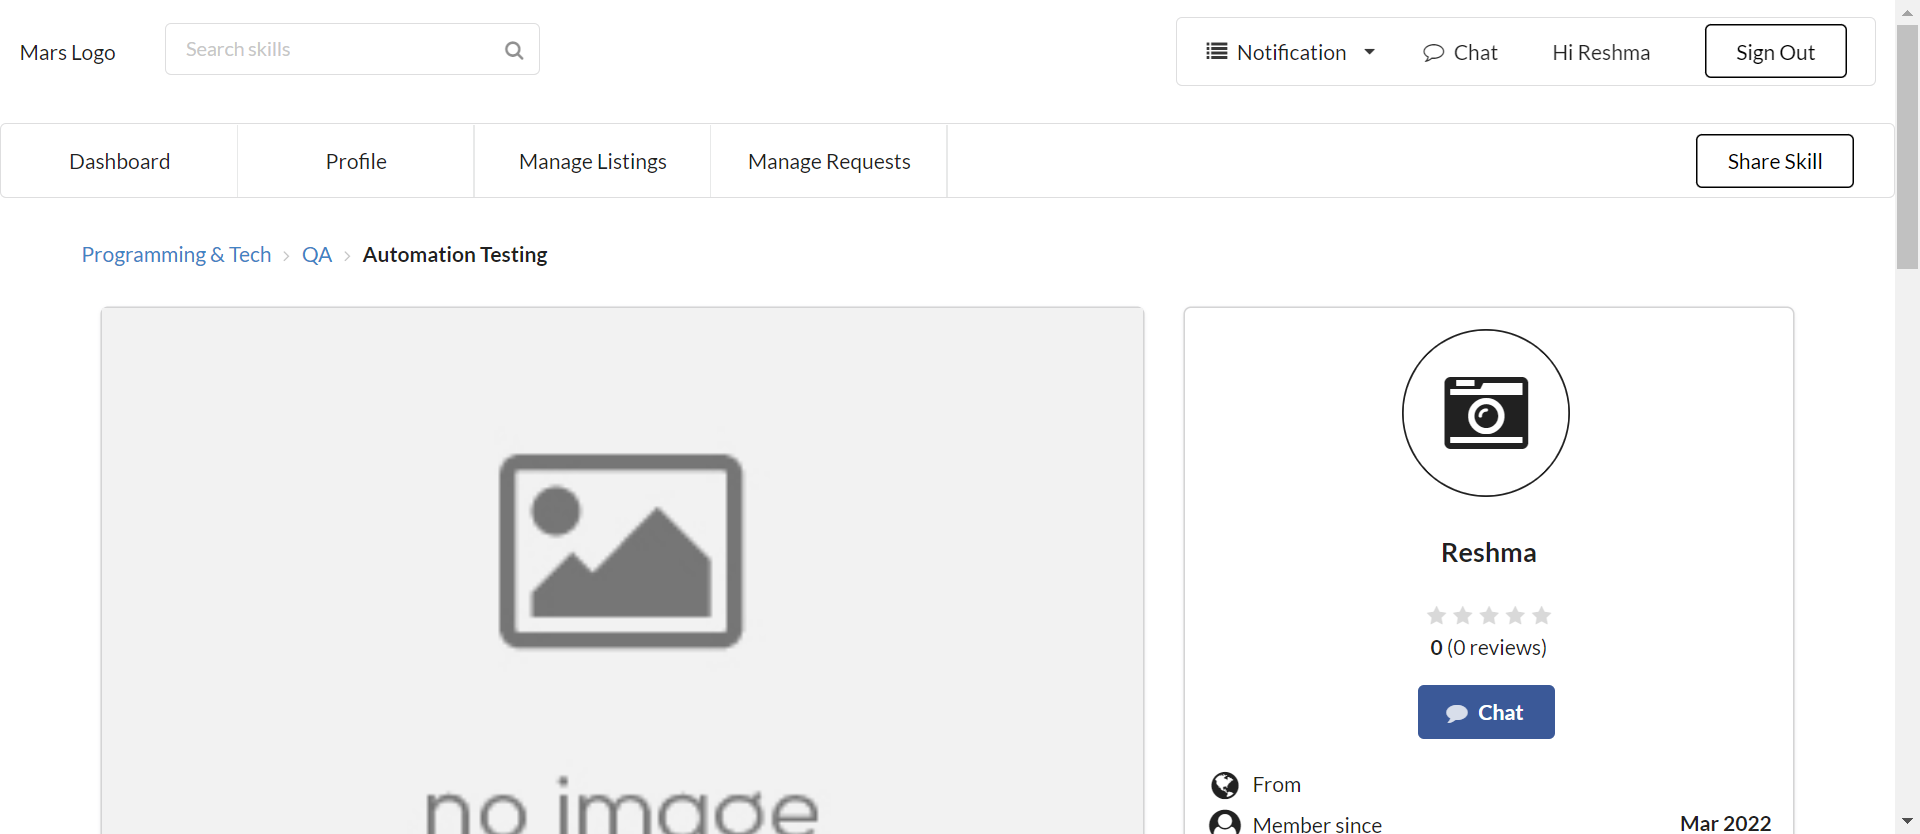 Mars Logo
Search skills
Notification
Chat
Hi Reshma
Sign Out
Dashboard
Profile
Manage Listings
Manage Requests
Share Skill
Programming & Tech
QA
Automation Testing
no image
Reshma
0 (0 reviews)
Chat
From
Member since
Mar 2022